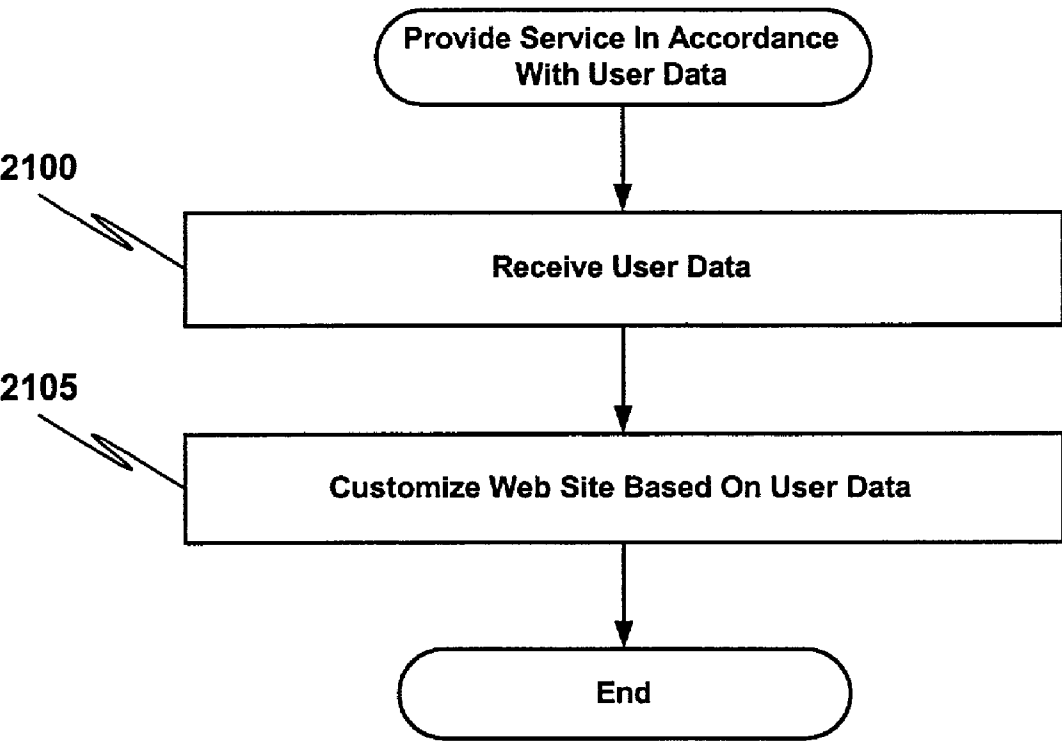 Provide Service In Accordance
With User Data
2100
Receive User Data
2105
Customize Web Site Based On User Data
End